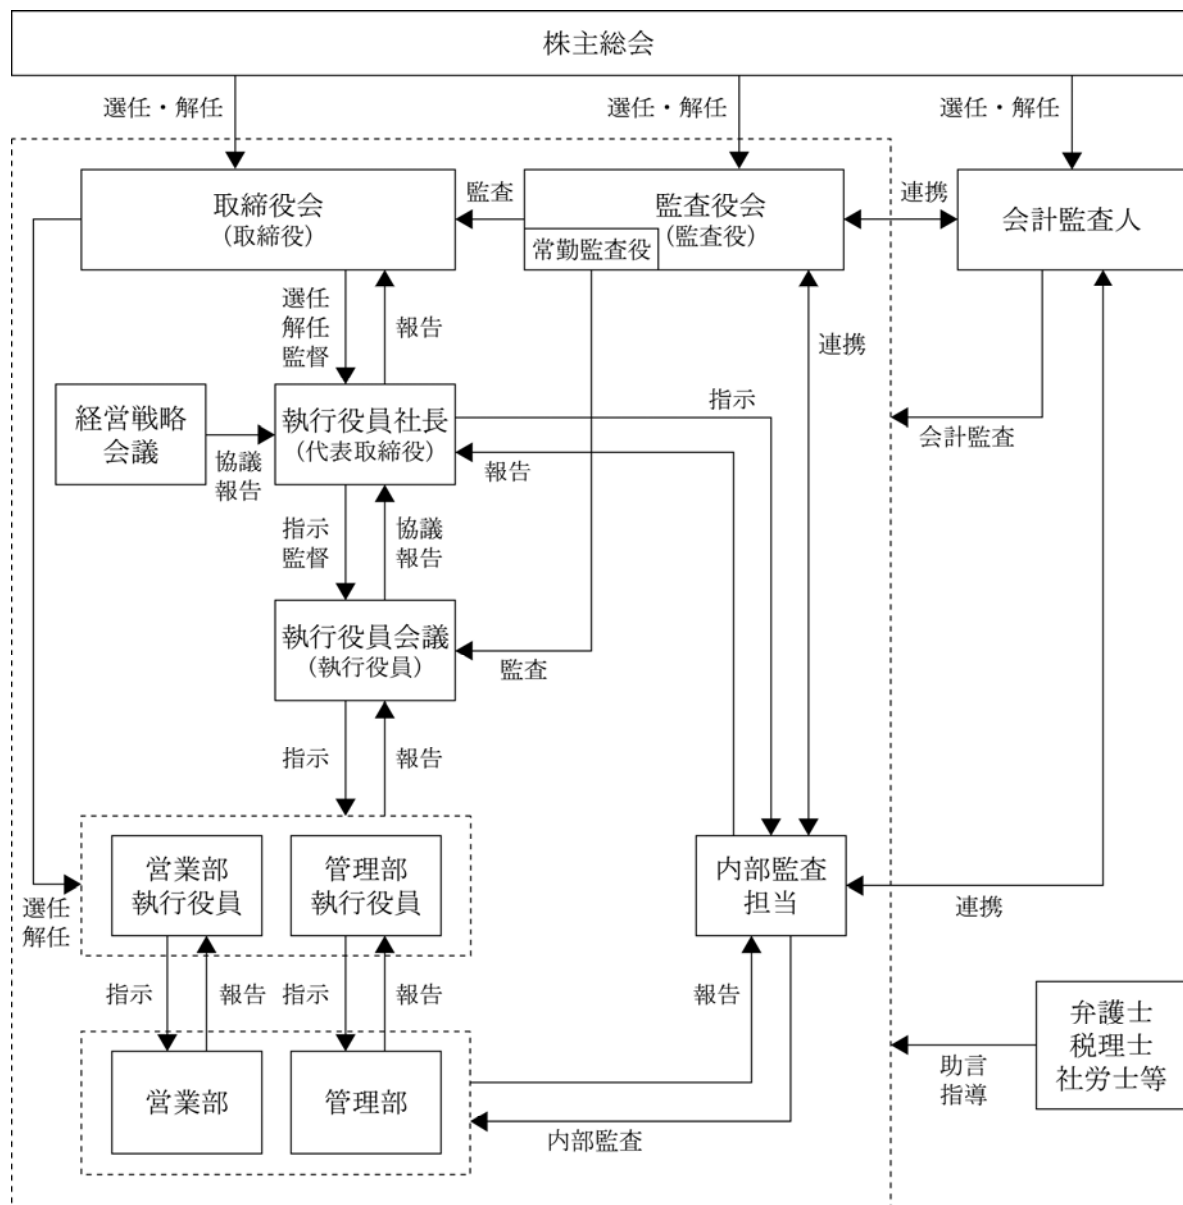 株主総会
選任・解任
選任・解任
選任・解任
取締役会
(取締役)
監査
監査役会
(監査役)
常勤監査役
連携
会計監査人
選任
解任
監督
報告
連携
経営戦略
会議
協議
報告
執行役員社長
(代表取締役)
指示
報告
会計監査
指示
監督
協議
報告
執行役員会議
(執行役員)
監査
指示
報告
営業部
執行役員
管理部
執行役員
内部監査
担当
連携
選任
解任
指示
報告
指示
報告
報告
弁護士
税理士
社労士等
助言
指導
営業部
管理部
内部監査